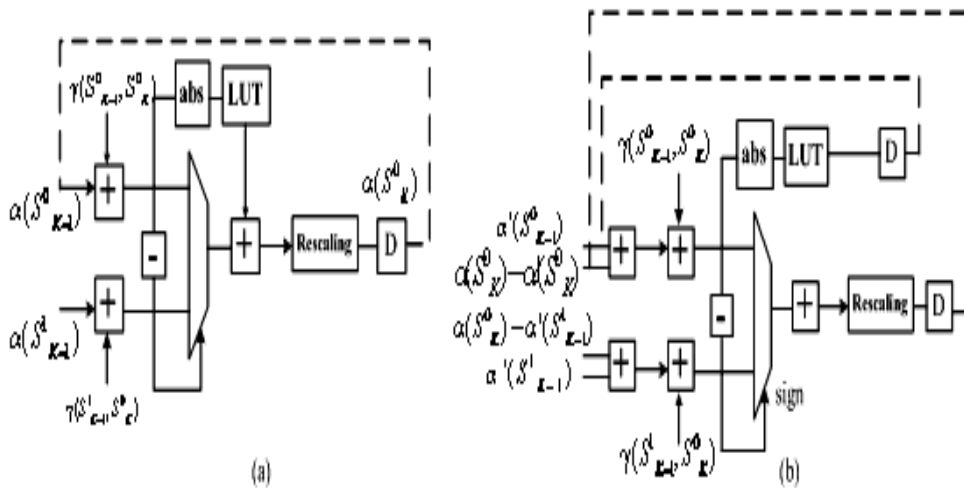 γ(S⁰K-1, S⁰K)
abs
LUT
α(S⁰K)
α(S⁰K-1)
+
+
Rescaling
D
-
α(S¹K-1)
+
γ(S¹K-1, S⁰K)
(a)
γ(S⁰K-1, S⁰K)
abs
LUT
D
α'(S⁰K-1)
α(S⁰K)-α'(S⁰K)
+
+
α(S⁰K)-α'(S¹K-1)
-
+
Rescaling
D
α'(S¹K-1)
+
+
sign
γ(S¹K-1, S⁰K)
(b)